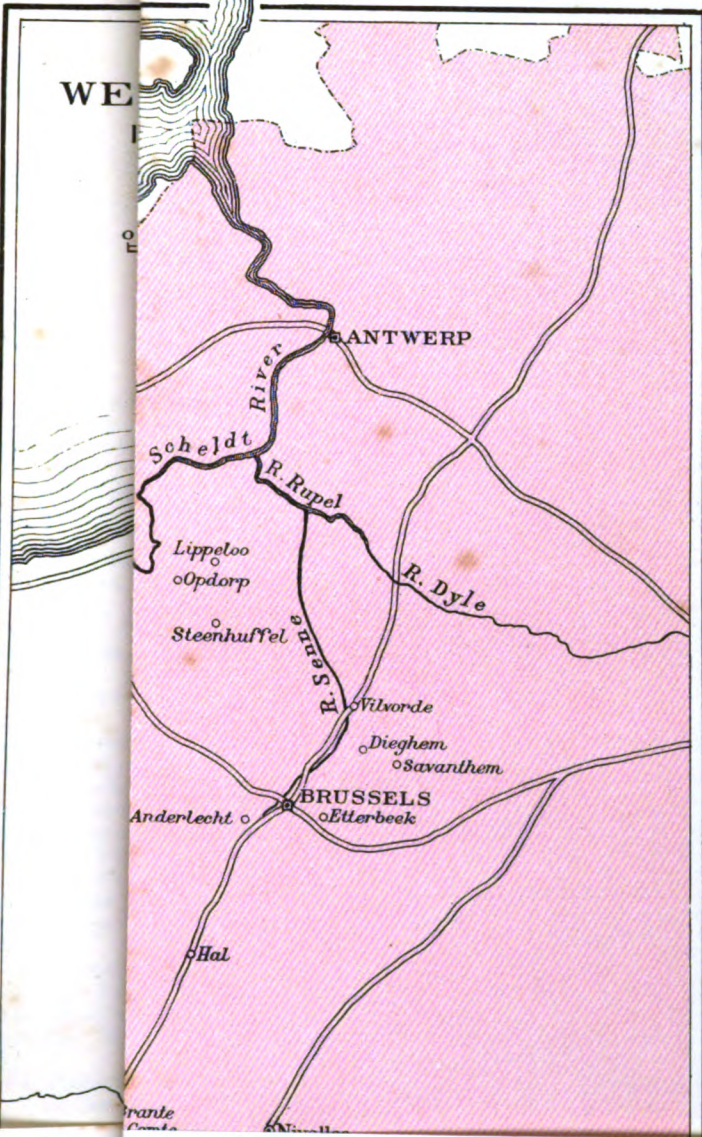 WE
ANTWERP
River
Scheldt
R. Rupel
Lippeloo
Opdorp
R. Dyle
Steenhuffel
R. Senne
Vilvorde
Dieghem
Savanthem
BRUSSELS
Anderlecht
Etterbeek
Hal